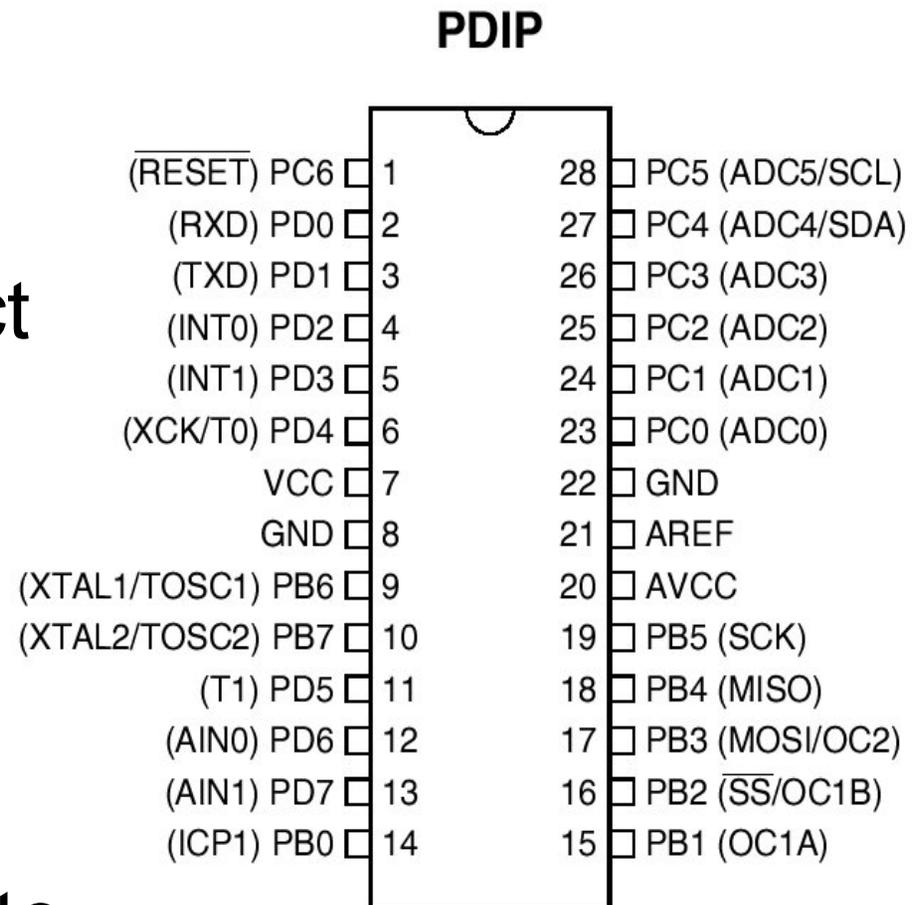 PDIP
(RESET) PC6 1 28 PC5 (ADC5/SCL)
(RXD) PD0 2 27 PC4 (ADC4/SDA)
(TXD) PD1 3 26 PC3 (ADC3)
ct
(INT0) PD2 4 25 PC2 (ADC2)
(INT1) PD3 5 24 PC1 (ADC1)
(XCK/T0) PD4 6 23 PC0 (ADC0)
VCC 7 22 GND
GND 8 21 AREF
(XTAL1/TOSC1) PB6 9 20 AVCC
(XTAL2/TOSC2) PB7 10 19 PB5 (SCK)
(T1) PD5 11 18 PB4 (MISO)
(AIN0) PD6 12 17 PB3 (MOSI/OC2)
(AIN1) PD7 13 16 PB2 (SS/OC1B)
(ICP1) PB0 14 15 PB1 (OC1A)